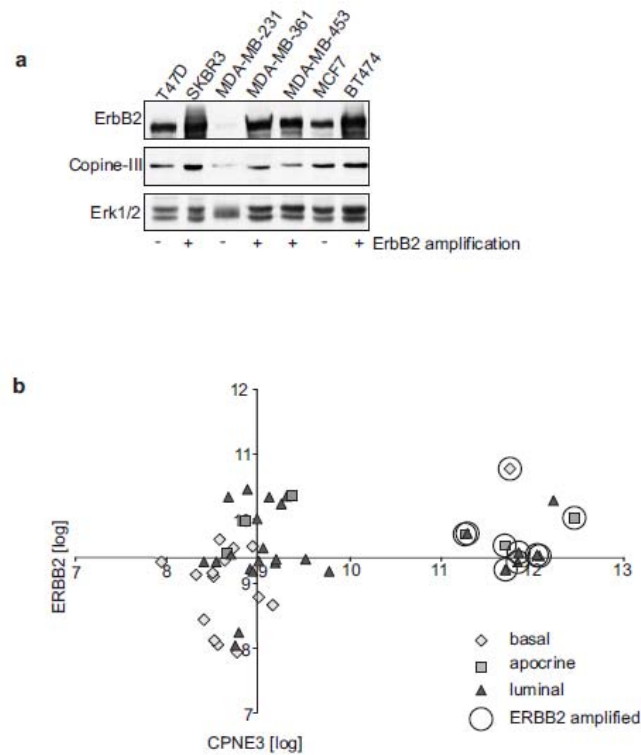 a
T47D
SKBR3
MDA-MB-231
MDA-MB-361
MDA-MB-453
MCF7
BT474
ErbB2
Copine-III
Erk1/2
- + - + + - + ErbB2 amplification
b
12
11
9
8
7
7 8 9 10 11 12 13
ERBB2 [log]
CPNE3 [log]
basal
apocrine
luminal
ERBB2 amplified